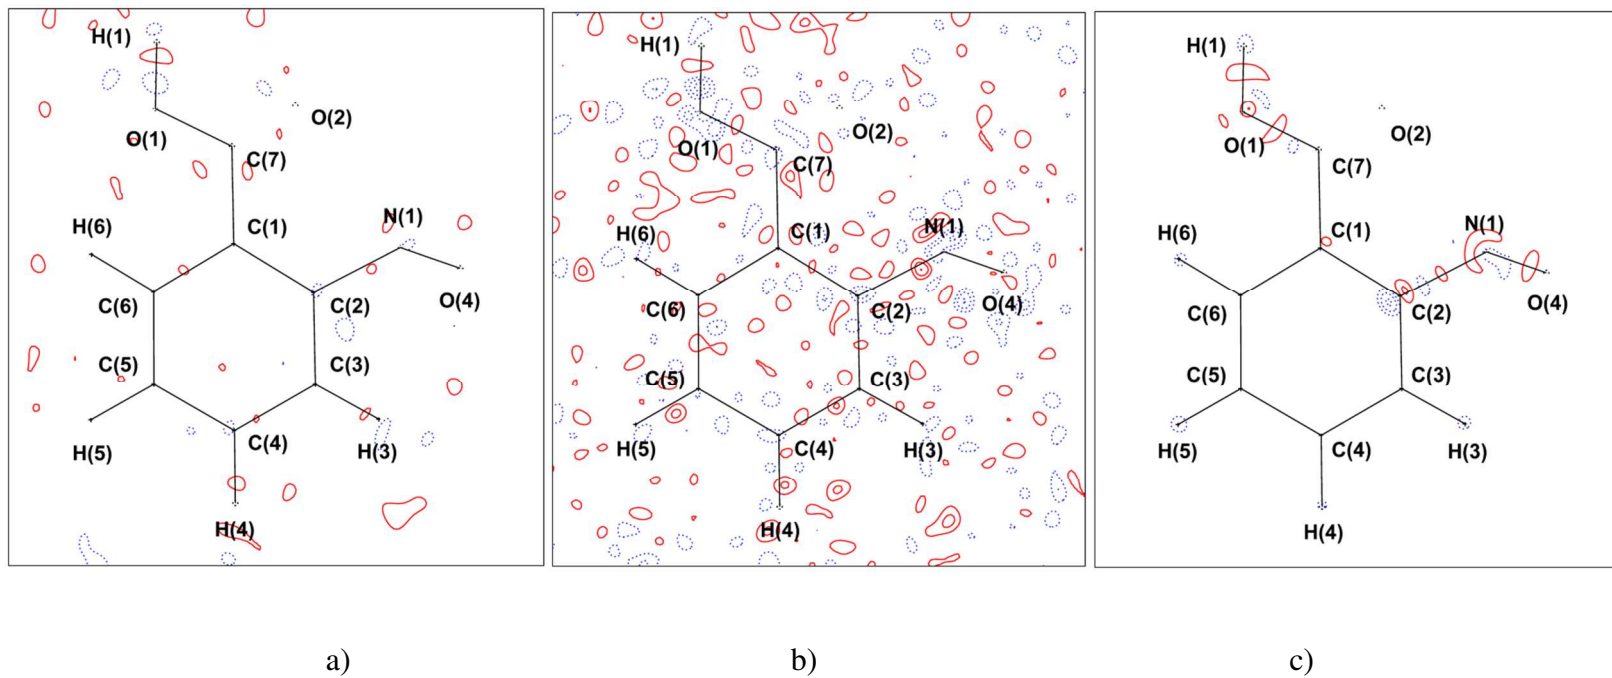 H(1)
O(2)
O(1)
C(7)
N(1)
H(6)
C(1)
O(4)
C(6)
C(2)
C(5)
C(3)
H(5)
C(4)
H(3)
H(4)
H(1)
O(2)
O(1)
C(7)
N(1)
H(6)
C(1)
O(4)
C(6)
C(2)
C(5)
C(3)
H(5)
C(4)
H(3)
H(4)
H(1)
O(2)
O(1)
C(7)
N(1)
H(6)
C(1)
O(4)
C(6)
C(2)
C(5)
C(3)
H(5)
C(4)
H(3)
H(4)
a)
b)
c)